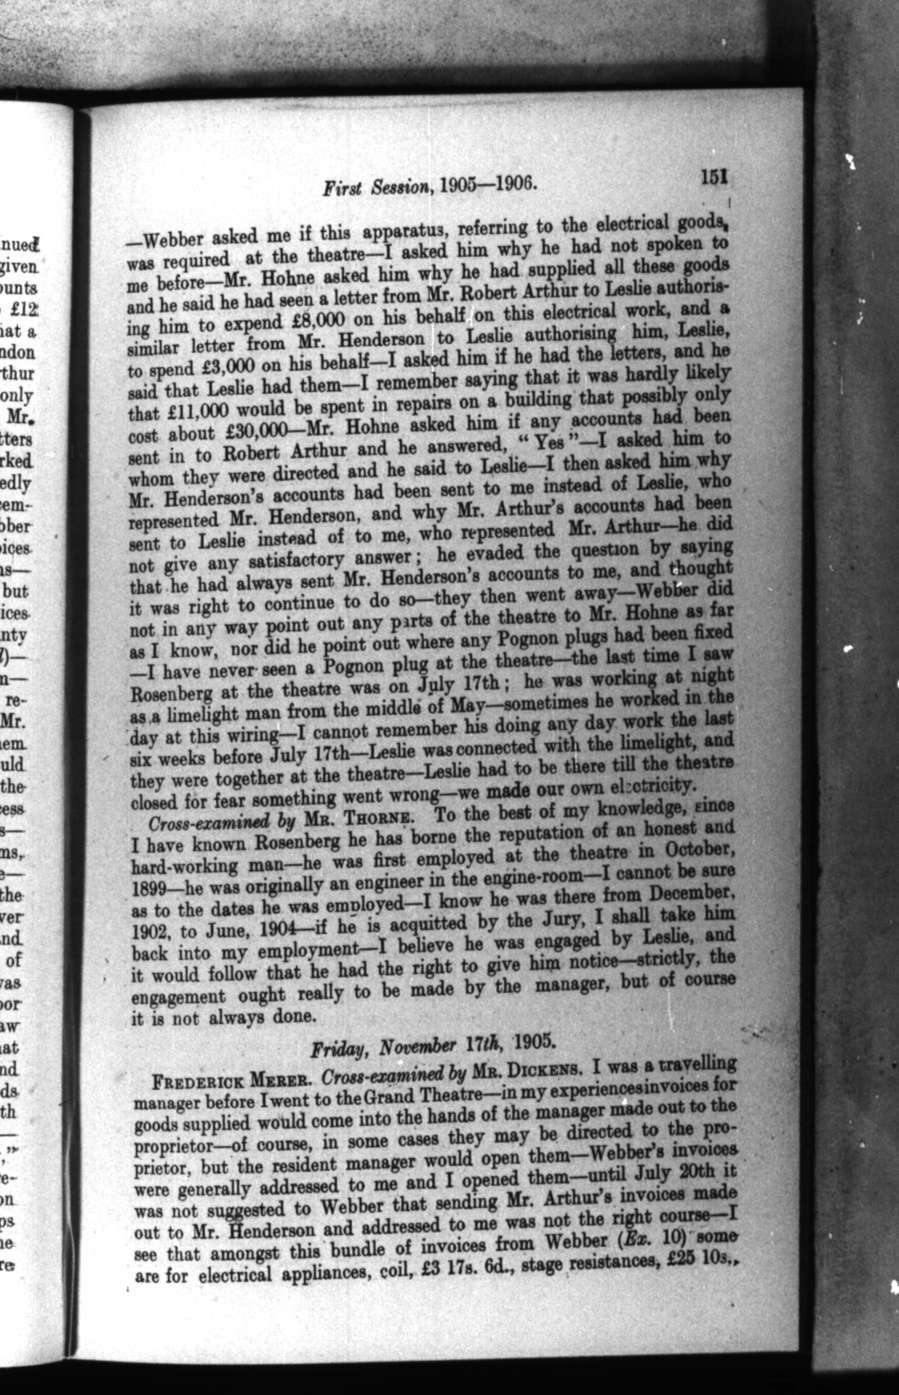 First Session, 1905—1906.
151
—Webber asked me if this apparatus, referring to the electrical goods,
was required at the theatre—I asked him why he had not spoken to
me before—Mr. Hohne asked him why he had supplied all these goods
and he said he had seen a letter from Mr. Robert Arthur to Leslie authoris-
ing him to expend £8,000 on his behalf on this electrical work, and a
similar letter from Mr. Henderson to Leslie authorising him, Leslie,
to spend £3,000 on his behalf—I asked him if he had the letters, and he
said that Leslie had them—I remember saying that it was hardly likely
that £11,000 would be spent in repairs on a building that possibly only
cost about £30,000—Mr. Hohne asked him if any accounts had been
sent in to Robert Arthur and he answered, "Yes"—I asked him to
whom they were directed and he said to Leslie—I then asked him why
Mr. Henderson's accounts had been sent to me instead of Leslie, who
represented Mr. Henderson, and why Mr. Arthur's accounts had been
sent to Leslie instead of to me, who represented Mr. Arthur—he did
not give any satisfactory answer; he evaded the question by saying
that he had always sent Mr. Henderson's accounts to me, and thought
it was right to continue to do so—they then went away—Webber did
not in any way point out any parts of the theatre to Mr. Hohne as far
as I know, nor did he point out where any Pognon plugs had been fixed
—I have never seen a Pognon plug at the theatre—the last time I saw
Rosenberg at the theatre was on July 17th; he was working at night
as a limelight man from the middle of May—sometimes he worked in the
day at this wiring—I cannot remember his doing any day work the last
six weeks before July 17th—Leslie was connected with the limelight, and
they were together at the theatre—Leslie had to be there till the theatre
closed for fear something went wrong—we made our own electricity.
Cross-examined by MR. THORNE. To the best of my knowledge, since
I have known Rosenberg he has borne the reputation of an honest and
hard-working man—he was first employed at the theatre in October,
1899—he was originally an engineer in the engine-room—I cannot be sure
as to the dates he was employed—I know he was there from December,
1902, to June, 1904—if he is acquitted by the Jury, I shall take him
back into my employment—I believe he was engaged by Leslie, and
it would follow that he had the right to give him notice—strictly, the
engagement ought really to be made by the manager, but of course
it is not always done.
Friday, November 17th, 1905.
FREDERICK MERER. Cross-examined by MR. DICKENS. I was a travelling
manager before I went to the Grand Theatre—in my experiences invoices for
goods supplied would come into the hands of the manager made out to the
proprietor—of course, in some cases they may be directed to the pro-
prietor, but the resident manager would open them—Webber's invoices
were generally addressed to me and I opened them—until July 20th it
was not suggested to Webber that sending Mr. Arthur's invoices made
out to Mr. Henderson and addressed to me was not the right course—I
see that amongst this bundle of invoices from Webber (Ex. 10) some
are for electrical appliances, coil, £3 17s. 6d., stage resistances, £25 10s.,